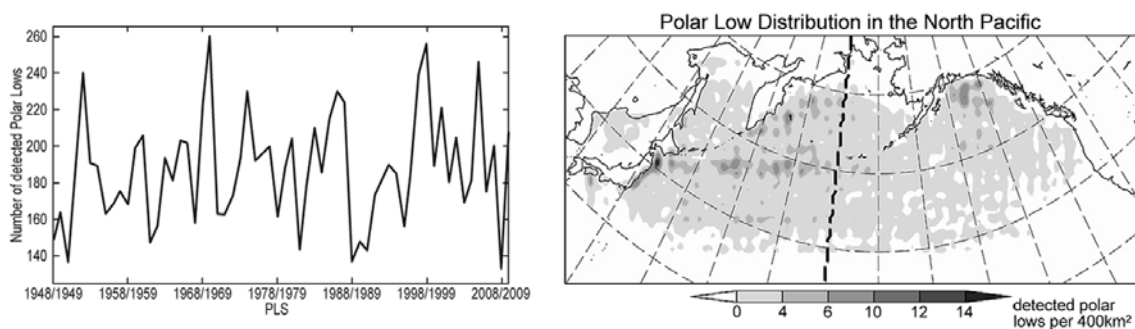 260
240
220
200
180
160
140
Number of detected Polar Lows
1948/1949 1958/1959 1968/1969 1978/1979 1988/1989 1998/1999 2008/2009
PLS
Polar Low Distribution in the North Pacific
0 4 6 10 12 14
detected polar
lows per 400km²